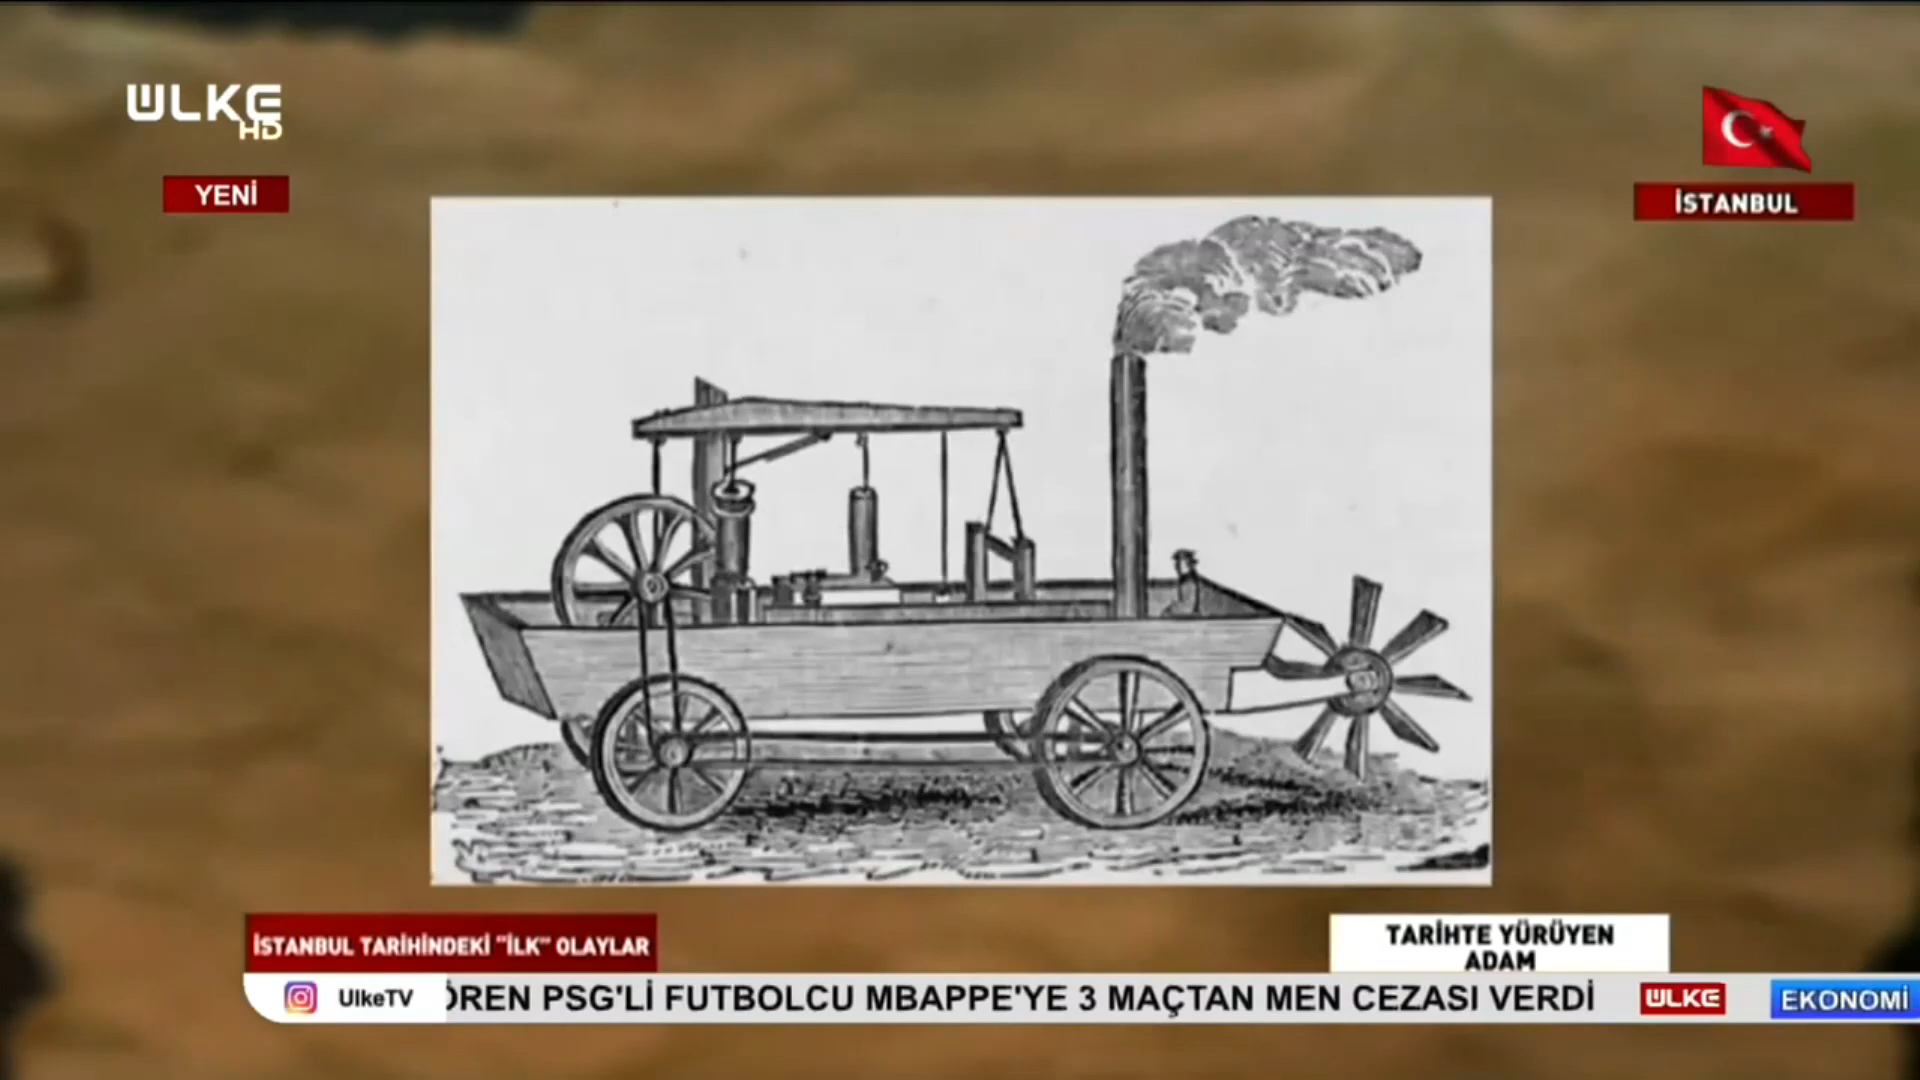 ULKE
HD
YENİ
İSTANBUL
İSTANBUL TARİHİNDEKİ "İLK" OLAYLAR
TARİHTE YÜRÜYEN
ADAM
UlkeTV
ÖREN PSG'Lİ FUTBOLCU MBAPPE'YE 3 MAÇTAN MEN CEZASI VERDİ
ULKE
EKONOMİ